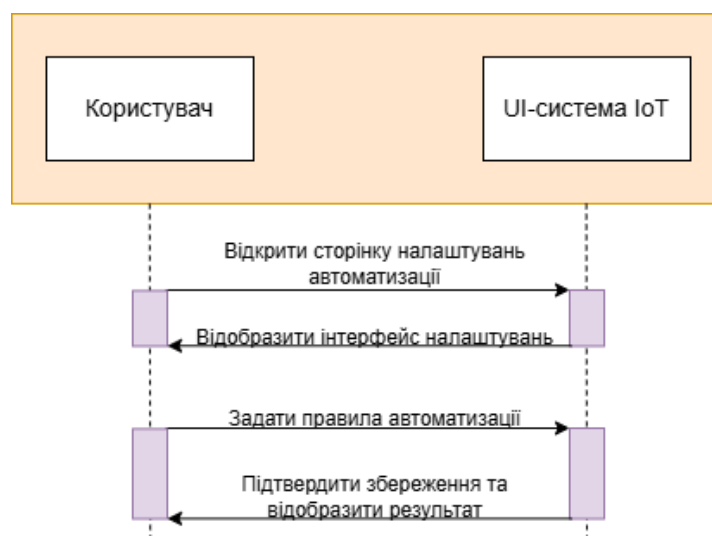 Користувач
UI-система IoT
Відкрити сторінку налаштувань
автоматизації
Відобразити інтерфейс налаштувань
Задати правила автоматизації
Підтвердити збереження та
відобразити результат